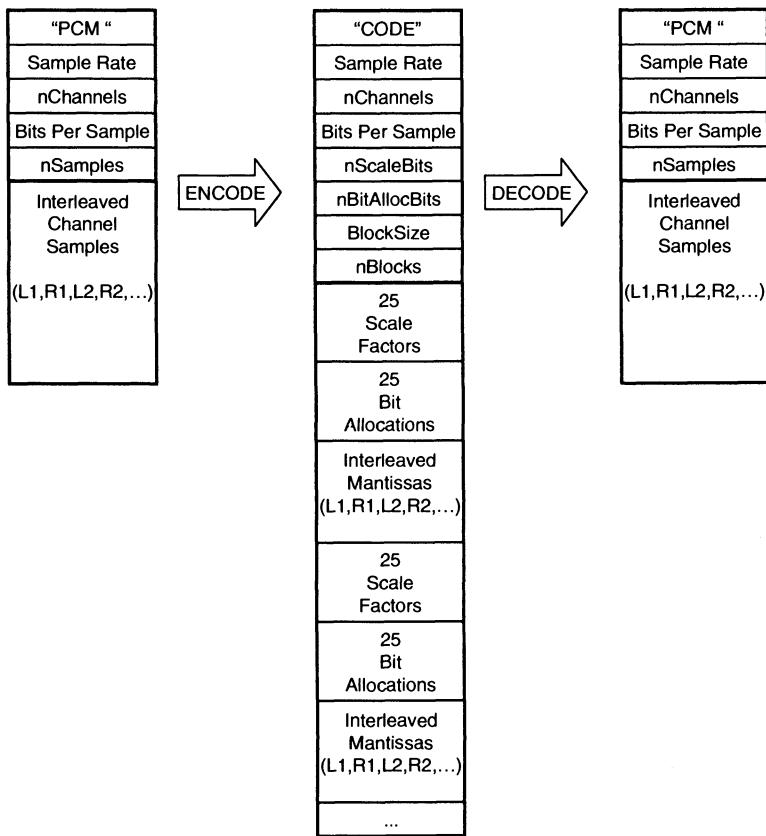 “PCM “
Sample Rate
nChannels
Bits Per Sample
nSamples
Interleaved
Channel
Samples
(L1,R1,L2,R2,...)
ENCODE
“CODE”
Sample Rate
nChannels
Bits Per Sample
nScaleBits
nBitAllocBits
BlockSize
nBlocks
25
Scale
Factors
25
Bit
Allocations
Interleaved
Mantissas
(L1,R1,L2,R2,...)
25
Scale
Factors
25
Bit
Allocations
Interleaved
Mantissas
(L1,R1,L2,R2,...)
...
DECODE
“PCM “
Sample Rate
nChannels
Bits Per Sample
nSamples
Interleaved
Channel
Samples
(L1,R1,L2,R2,...)